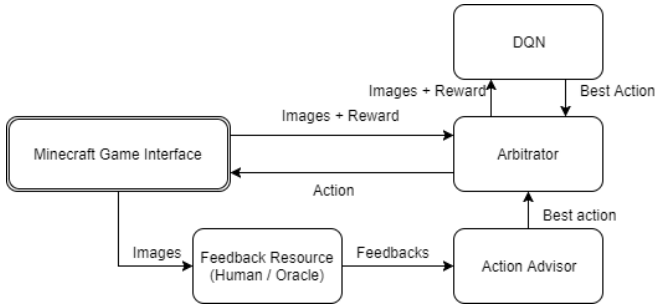 DQN
Images + Reward
Best Action
Images + Reward
Minecraft Game Interface
Arbitrator
Action
Best action
Images
Feedback Resource
(Human / Oracle)
Feedbacks
Action Advisor